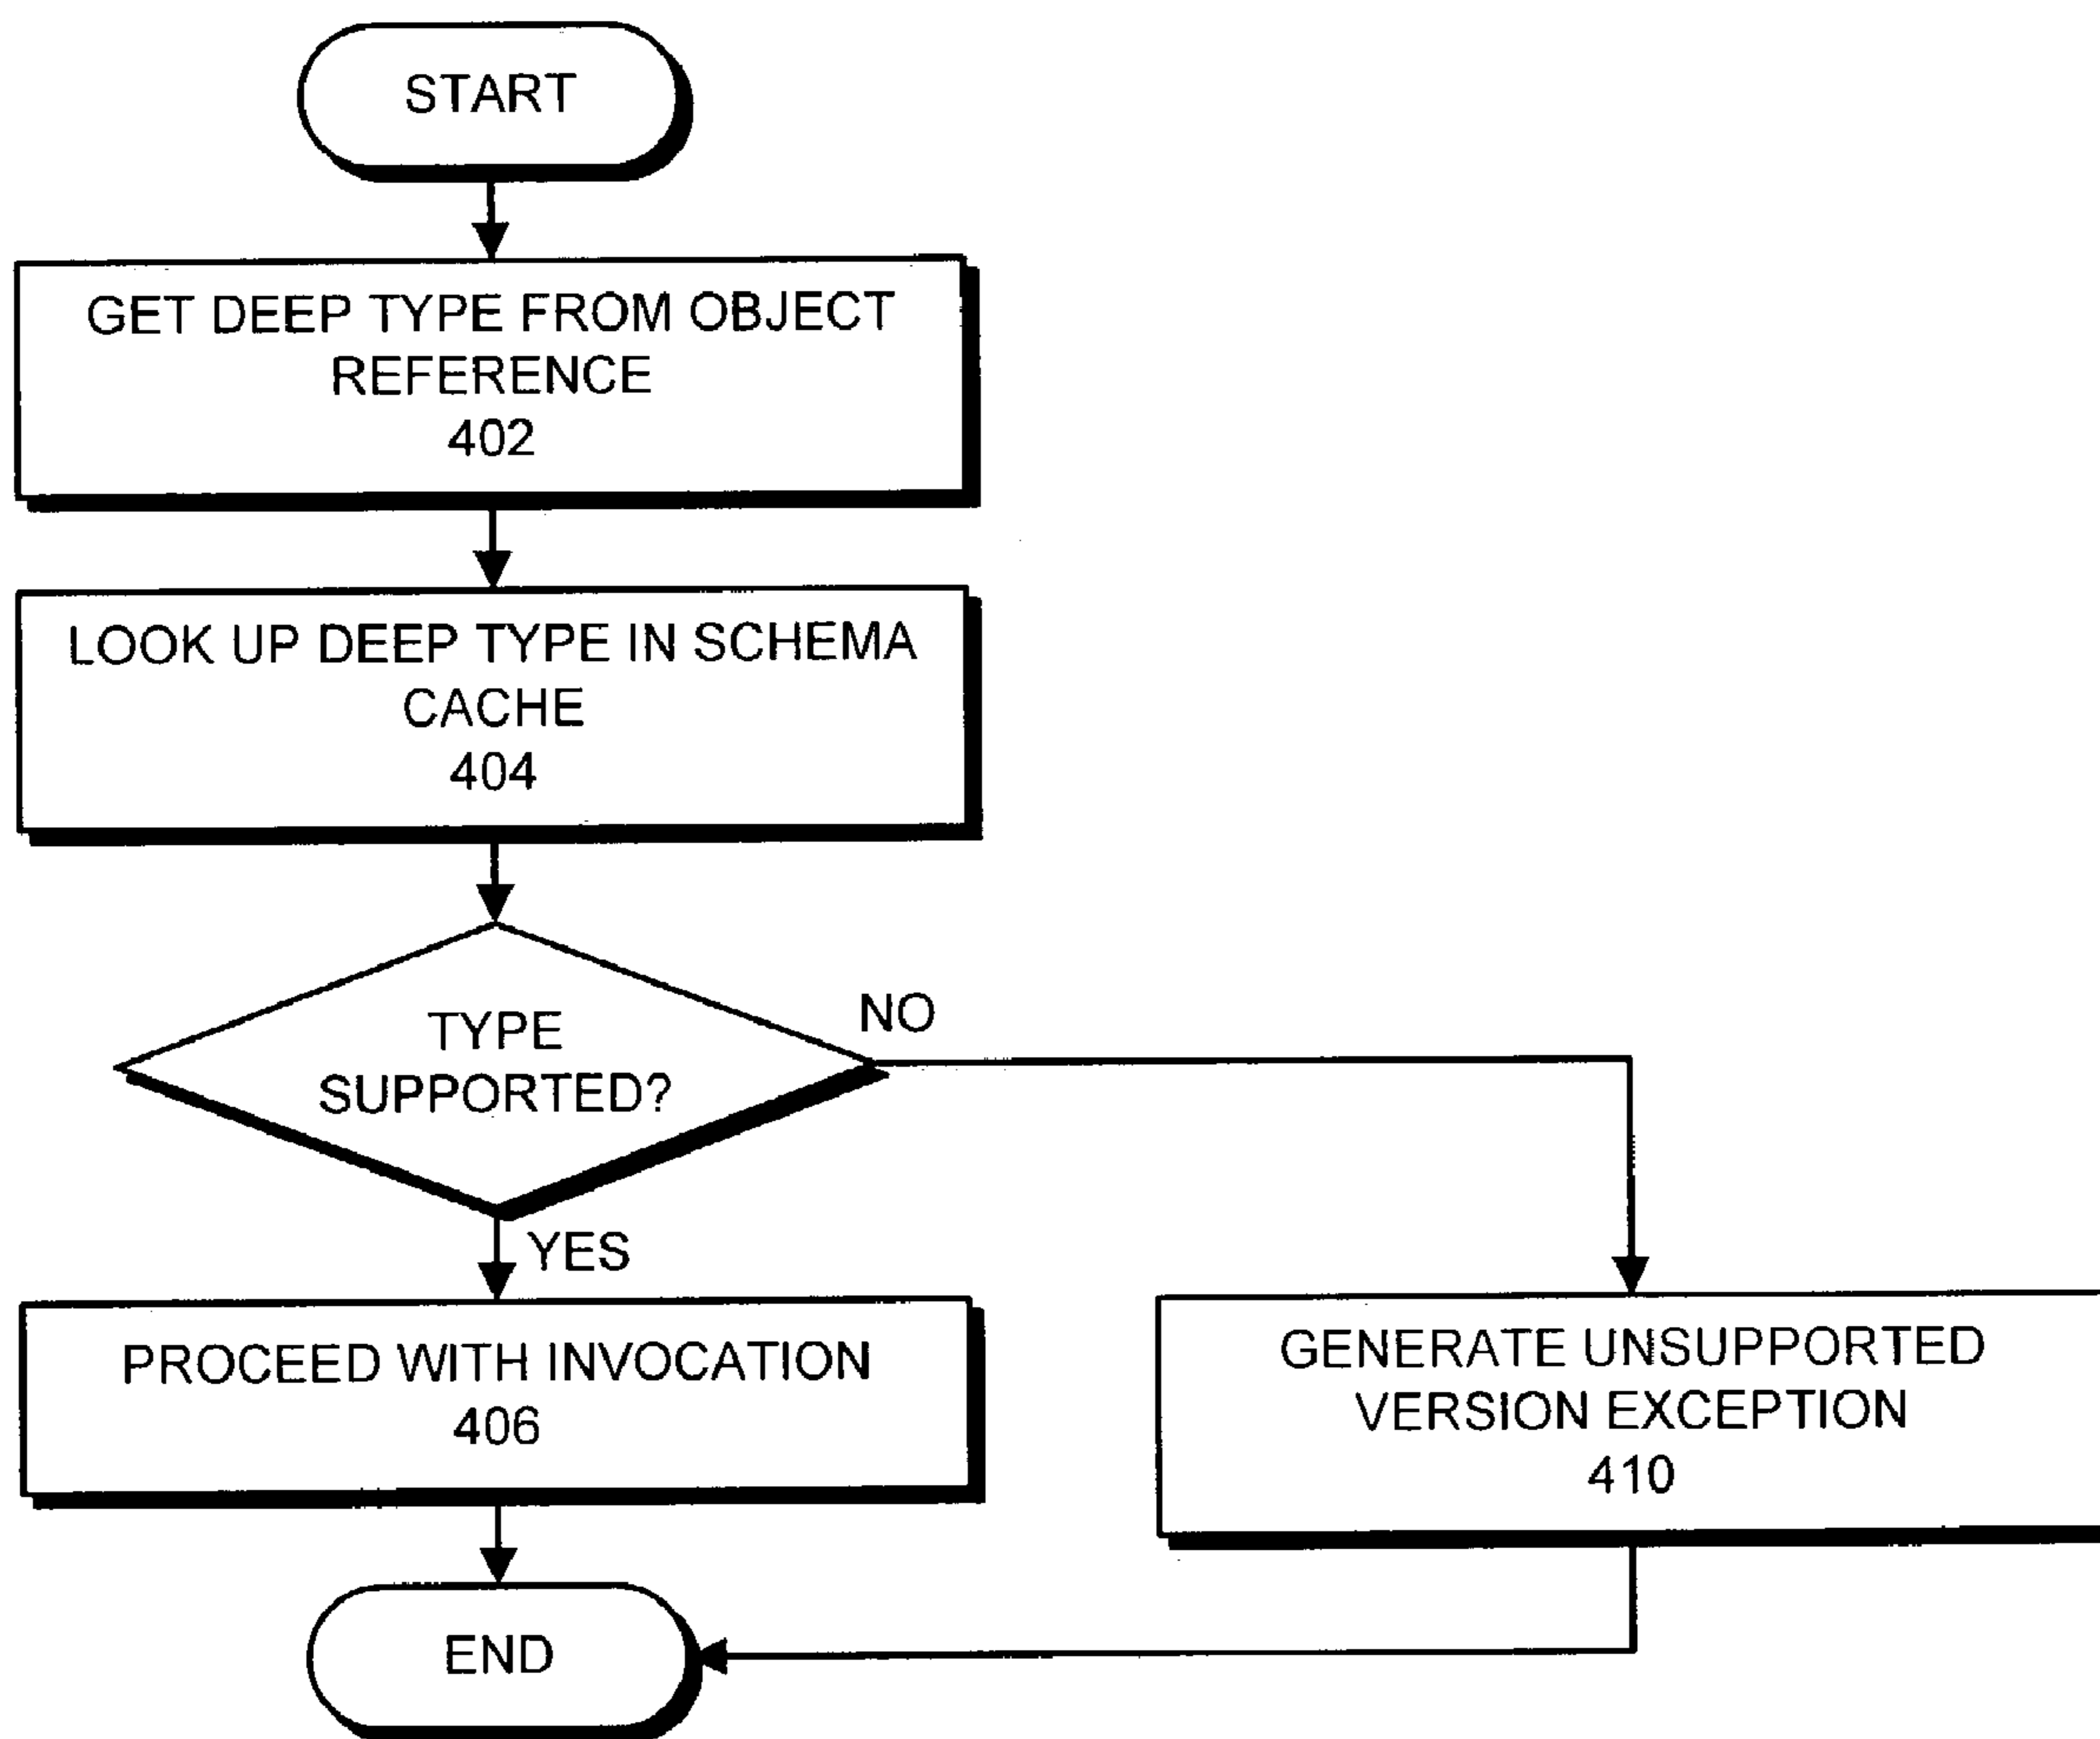 START
GET DEEP TYPE FROM OBJECT
REFERENCE
402
LOOK UP DEEP TYPE IN SCHEMA
CACHE
404
TYPE
SUPPORTED?
NO
YES
PROCEED WITH INVOCATION
406
GENERATE UNSUPPORTED
VERSION EXCEPTION
410
END